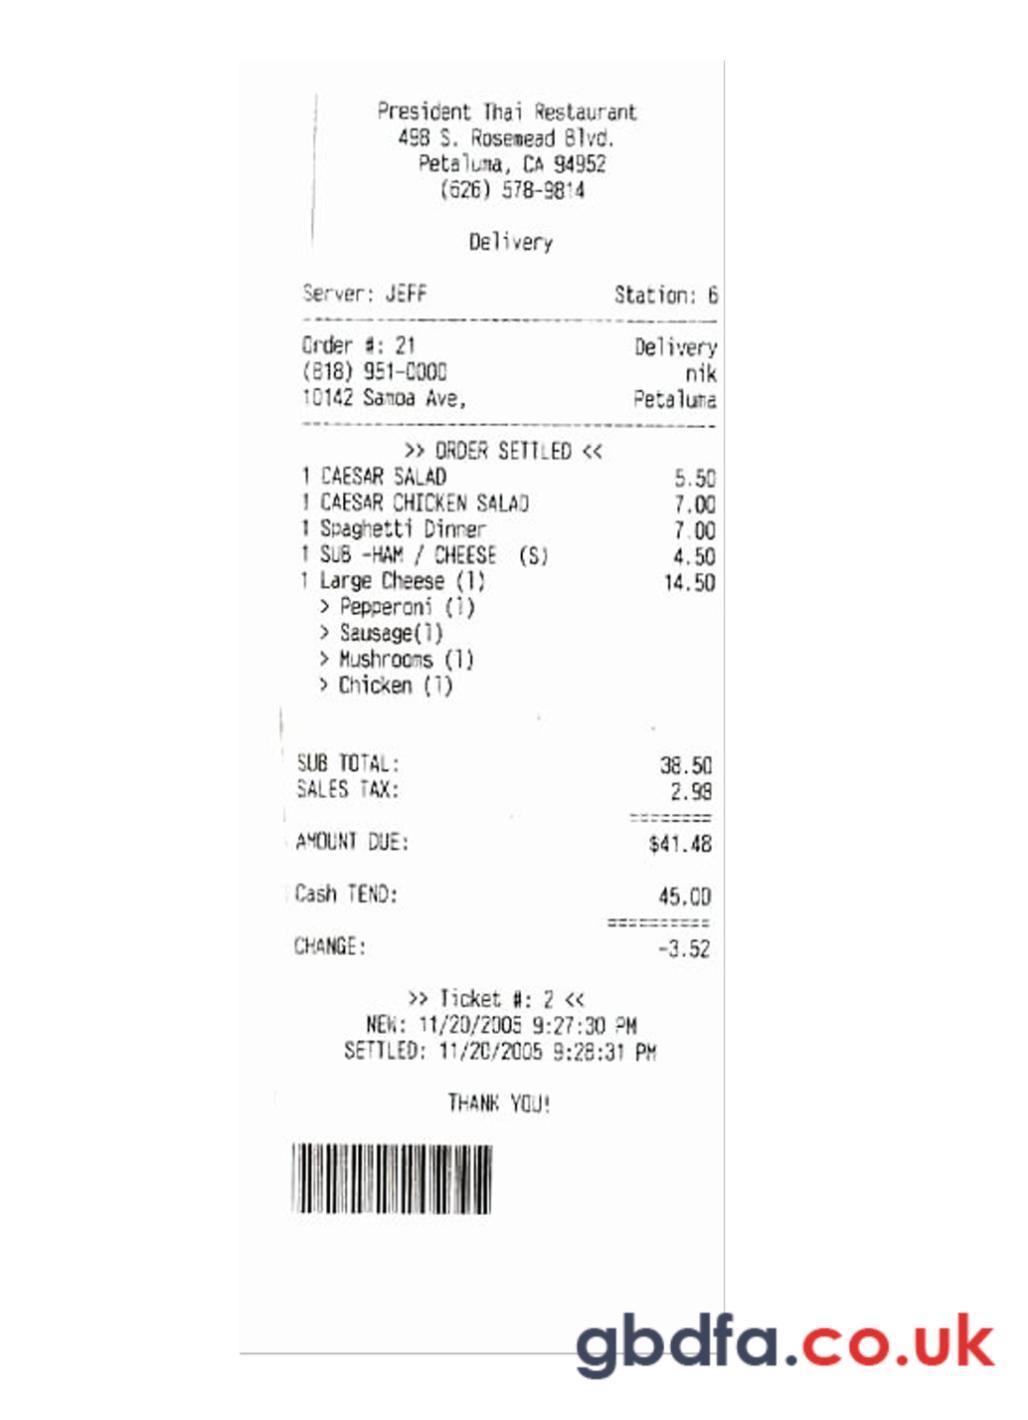 President Thai Restaurant
498 S. Rosemead Blvd.
Petaluma, CA 94952
(626) 578-9814
Delivery
Server: JEFF Station: 6
Order #: 21 Delivery
(818) 951-0000 nik
10142 Samoa Ave, Petaluma
>> ORDER SETTLED <<
1 CAESAR SALAD 5.50
1 CAESAR CHICKEN SALAD 7.00
1 Spaghetti Dinner 7.00
1 SUB -HAM / CHEESE (S) 4.50
1 Large Cheese (1) 14.50
> Pepperoni (1)
> Sausage(1)
> Mushrooms (1)
> Chicken (1)
SUB TOTAL: 38.50
SALES TAX: 2.98
========
AMOUNT DUE: $41.48
Cash TEND: 45.00
==========
CHANGE: -3.52
>> Ticket #: 2 <<
NEW: 11/20/2005 9:27:30 PM
SETTLED: 11/20/2005 9:28:31 PM
THANK YOU!
gbdfa.co.uk